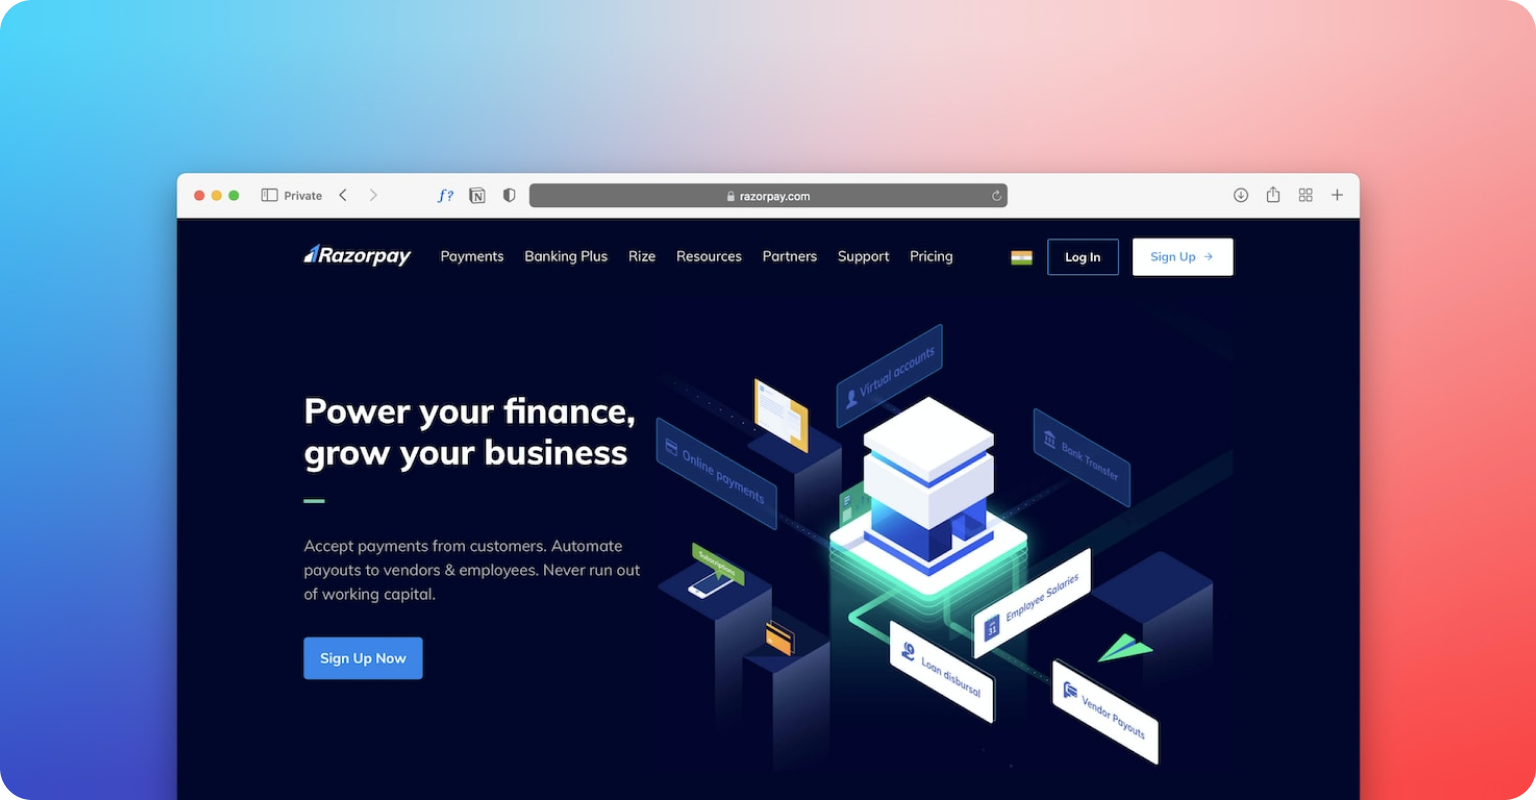 Private
f?
N
razorpay.com
Razorpay
Payments
Banking Plus
Rize
Resources
Partners
Support
Pricing
Log In
Sign Up
Power your finance,
grow your business
Accept payments from customers. Automate
payouts to vendors & employees. Never run out
of working capital.
Sign Up Now
Virtual accounts
Online payments
Bank Transfer
Subscriptions
Employee Salaries
31
Loan disbursal
Vendor Payouts